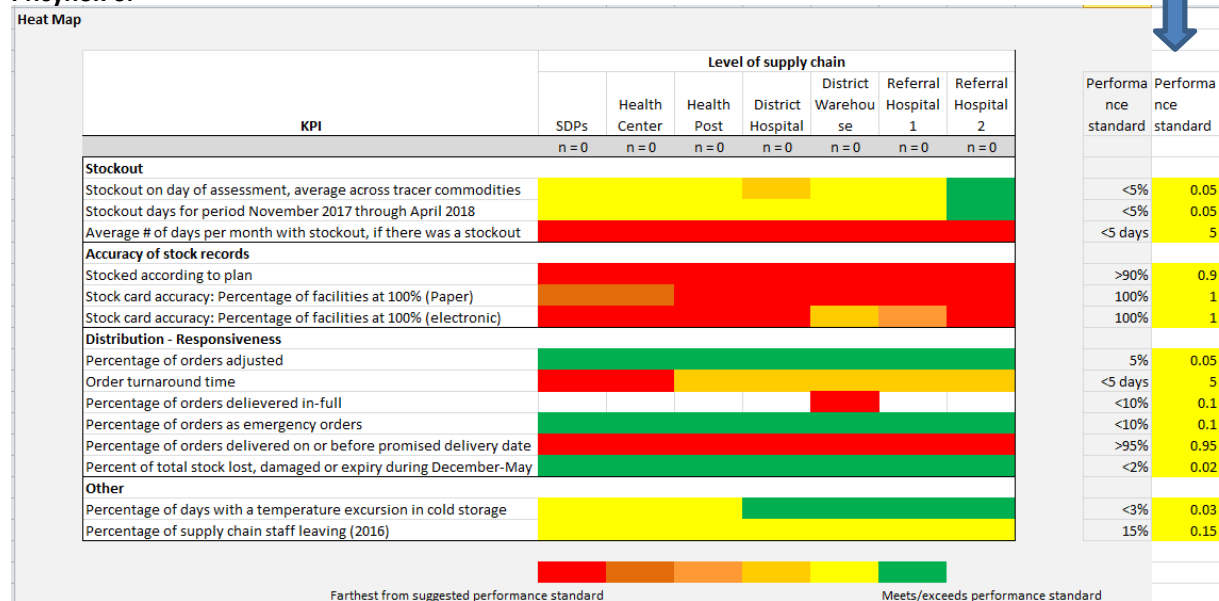 Heat Map
Level of supply chain
KPI SDPs Health Center Health Post District Hospital District Warehou se Referral Hospital 1 Referral Hospital 2 Performa nce standard Performa nce standard
n = 0 n = 0 n = 0 n = 0 n = 0 n = 0 n = 0
Stockout
Stockout on day of assessment, average across tracer commodities <5% 0.05
Stockout days for period November 2017 through April 2018 <5% 0.05
Average # of days per month with stockout, if there was a stockout <5 days 5
Accuracy of stock records
Stocked according to plan >90% 0.9
Stock card accuracy: Percentage of facilities at 100% (Paper) 100% 1
Stock card accuracy: Percentage of facilities at 100% (electronic) 100% 1
Distribution - Responsiveness
Percentage of orders adjusted 5% 0.05
Order turnaround time <5 days 5
Percentage of orders delievered in-full <10% 0.1
Percentage of orders as emergency orders <10% 0.1
Percentage of orders delivered on or before promised delivery date >95% 0.95
Percent of total stock lost, damaged or expiry during December-May <2% 0.02
Other
Percentage of days with a temperature excursion in cold storage <3% 0.03
Percentage of supply chain staff leaving (2016) 15% 0.15
Farthest from suggested performance standard Meets/exceeds performance standard